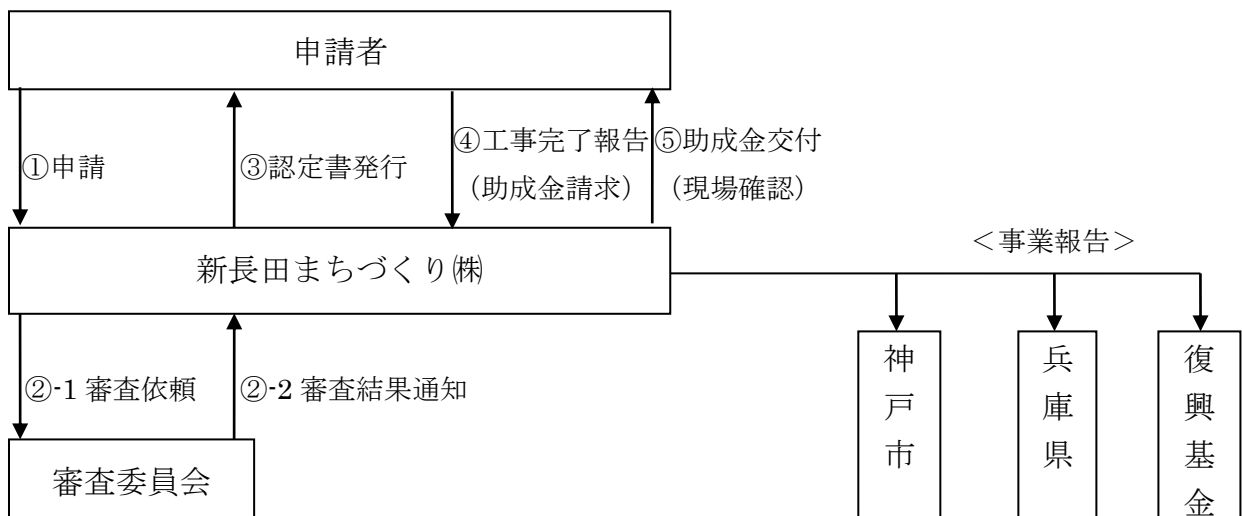 申請者
①申請
③認定書発行
④工事完了報告
（助成金請求）
⑤助成金交付
（現場確認）
新長田まちづくり㈱
＜事業報告＞
②-1 審査依頼
②-2 審査結果通知
審査委員会
神戸市
兵庫県
復興基金